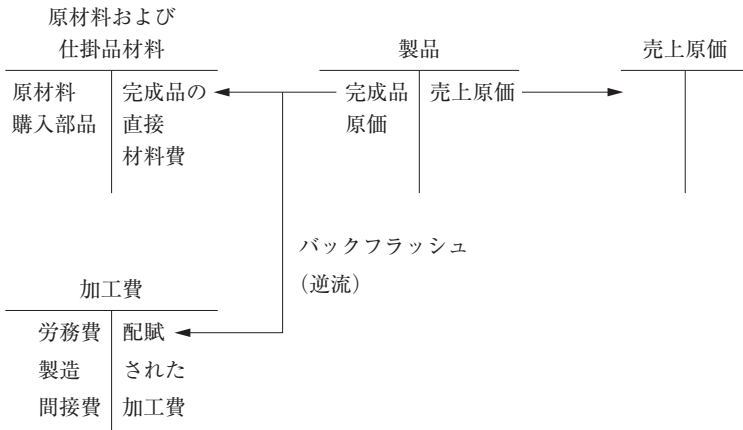 原材料および
仕掛品材料
製品
売上原価
原材料
購入部品
完成品の
直接
材料費
完成品
原価
売上原価
バックフラッシュ
(逆流)
加工費
労務費
製造
間接費
配賦
された
加工費